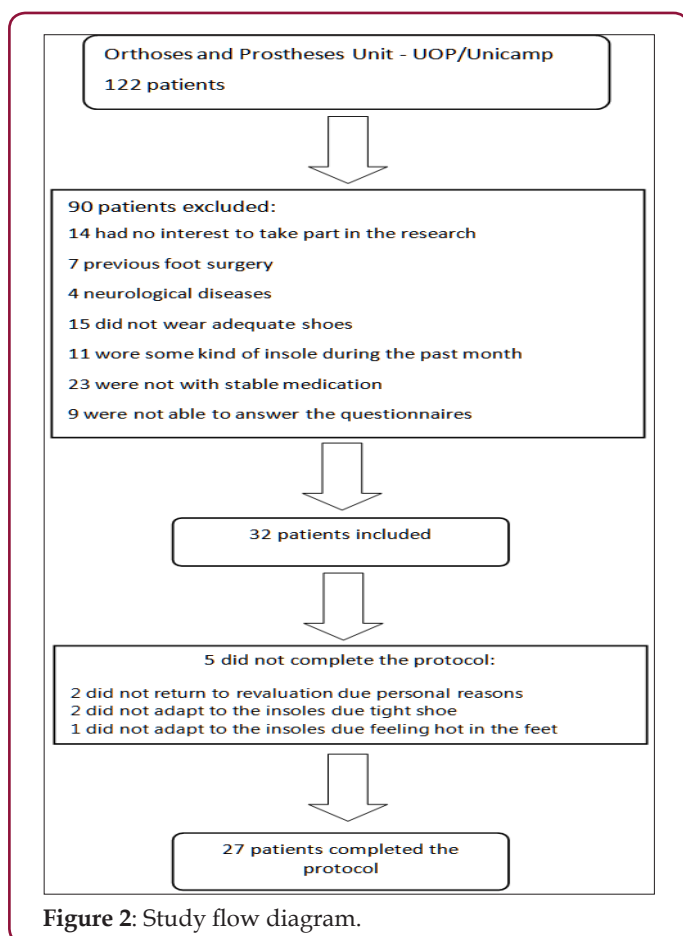 Orthoses and Prostheses Unit - UOP/Unicamp
122 patients
90 patients excluded:
14 had no interest to take part in the research
7 previous foot surgery
4 neurological diseases
15 did not wear adequate shoes
11 wore some kind of insole during the past month
23 were not with stable medication
9 were not able to answer the questionnaires
32 patients included
5 did not complete the protocol:
2 did not return to revaluation due personal reasons
2 did not adapt to the insoles due tight shoe
1 did not adapt to the insoles due feeling hot in the feet
27 patients completed the
protocol
Figure 2: Study flow diagram.